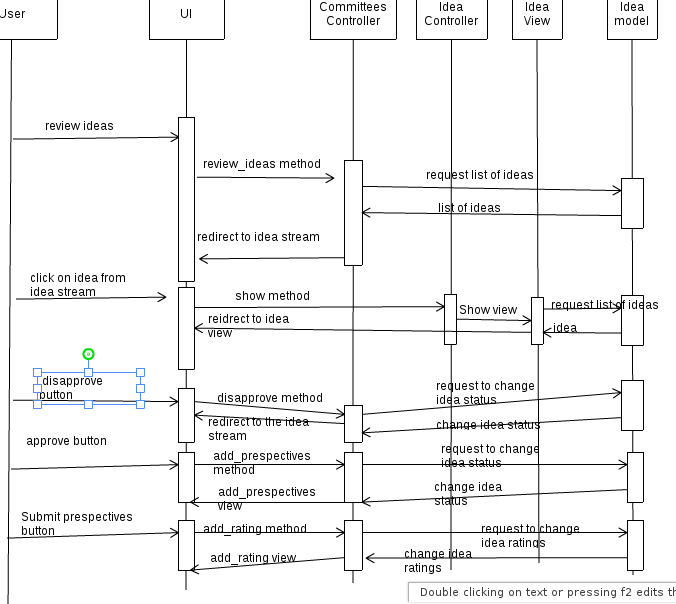 User
UI
Committees
Controller
Idea
Controller
Idea
View
Idea
model
review ideas
review_ideas method
request list of ideas
list of ideas
redirect to idea stream
click on idea from
idea stream
show method
Show view
request list of ideas
reidrect to idea
view
idea
disapprove
button
disapprove method
request to change
idea status
redirect to the idea
stream
change idea status
approve button
add_prespectives
method
request to change
idea status
add_prespectives
view
change idea
status
Submit prespectives
button
add_rating method
request to change
idea ratings
add_rating view
change idea
ratings
Double clicking on text or pressing f2 edits th